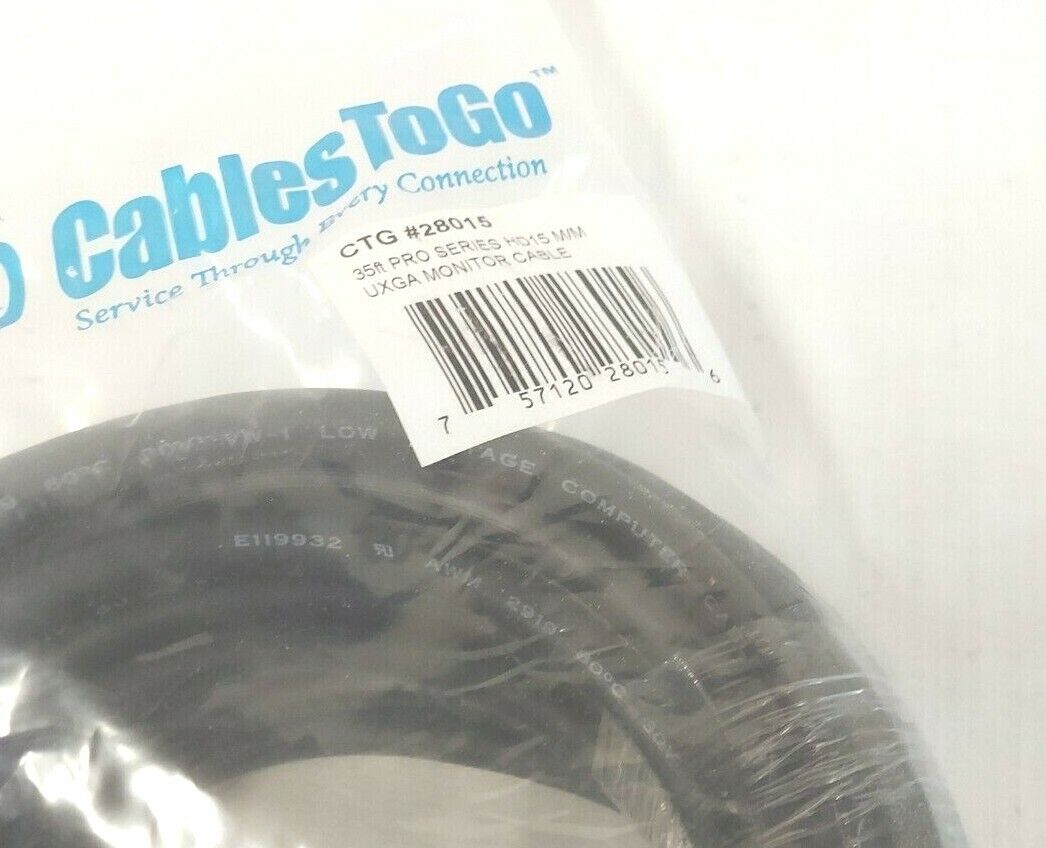 CablesToGo™
Service Through Every Connection
CTG #28015
35ft PRO SERIES HD15 M/M
UXGA MONITOR CABLE
7 57120 28015 6
LOW
AGE COMPUTER
E119932 AWM